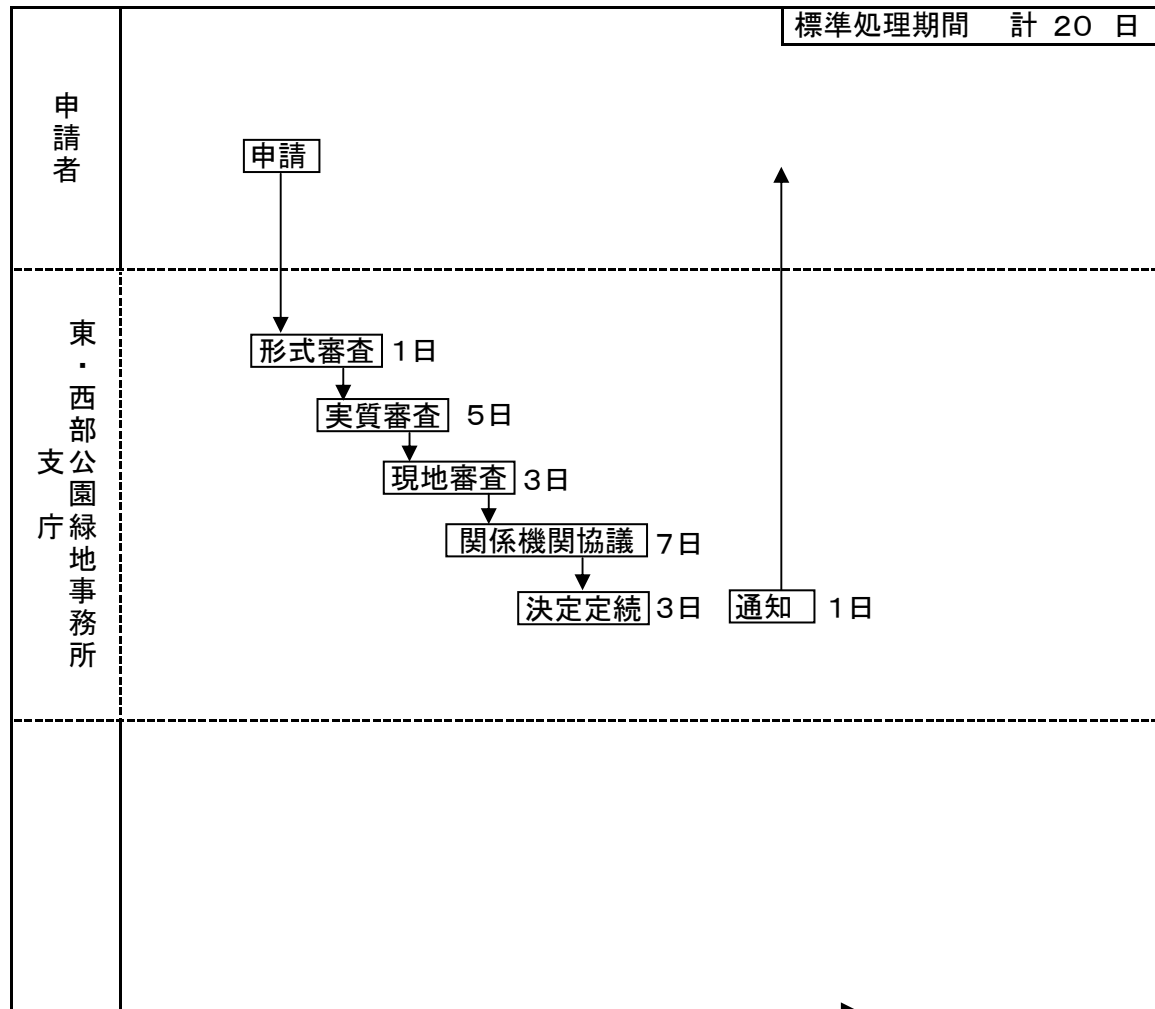 標準処理期間 計 20 日
申請者
申請
東・西部公園緑地事務所
支庁
形式審査 1日
実質審査 5日
現地審査 3日
関係機関協議 7日
決定定続 3日 通知 1日